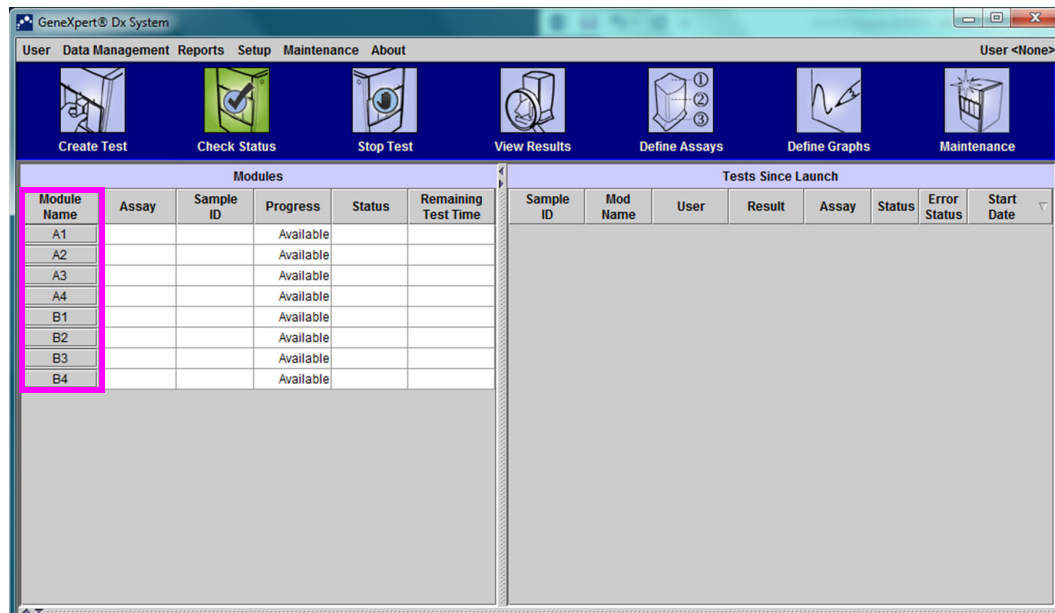 GeneXpert® Dx System
User Data Management Reports Setup Maintenance About User <None>
Create Test Check Status Stop Test View Results Define Assays Define Graphs Maintenance
①
②
③
Modules
Module Name Assay Sample ID Progress Status Remaining Test Time
A1 Available
A2 Available
A3 Available
A4 Available
B1 Available
B2 Available
B3 Available
B4 Available
Tests Since Launch
Sample ID Mod Name User Result Assay Status Error Status Start Date